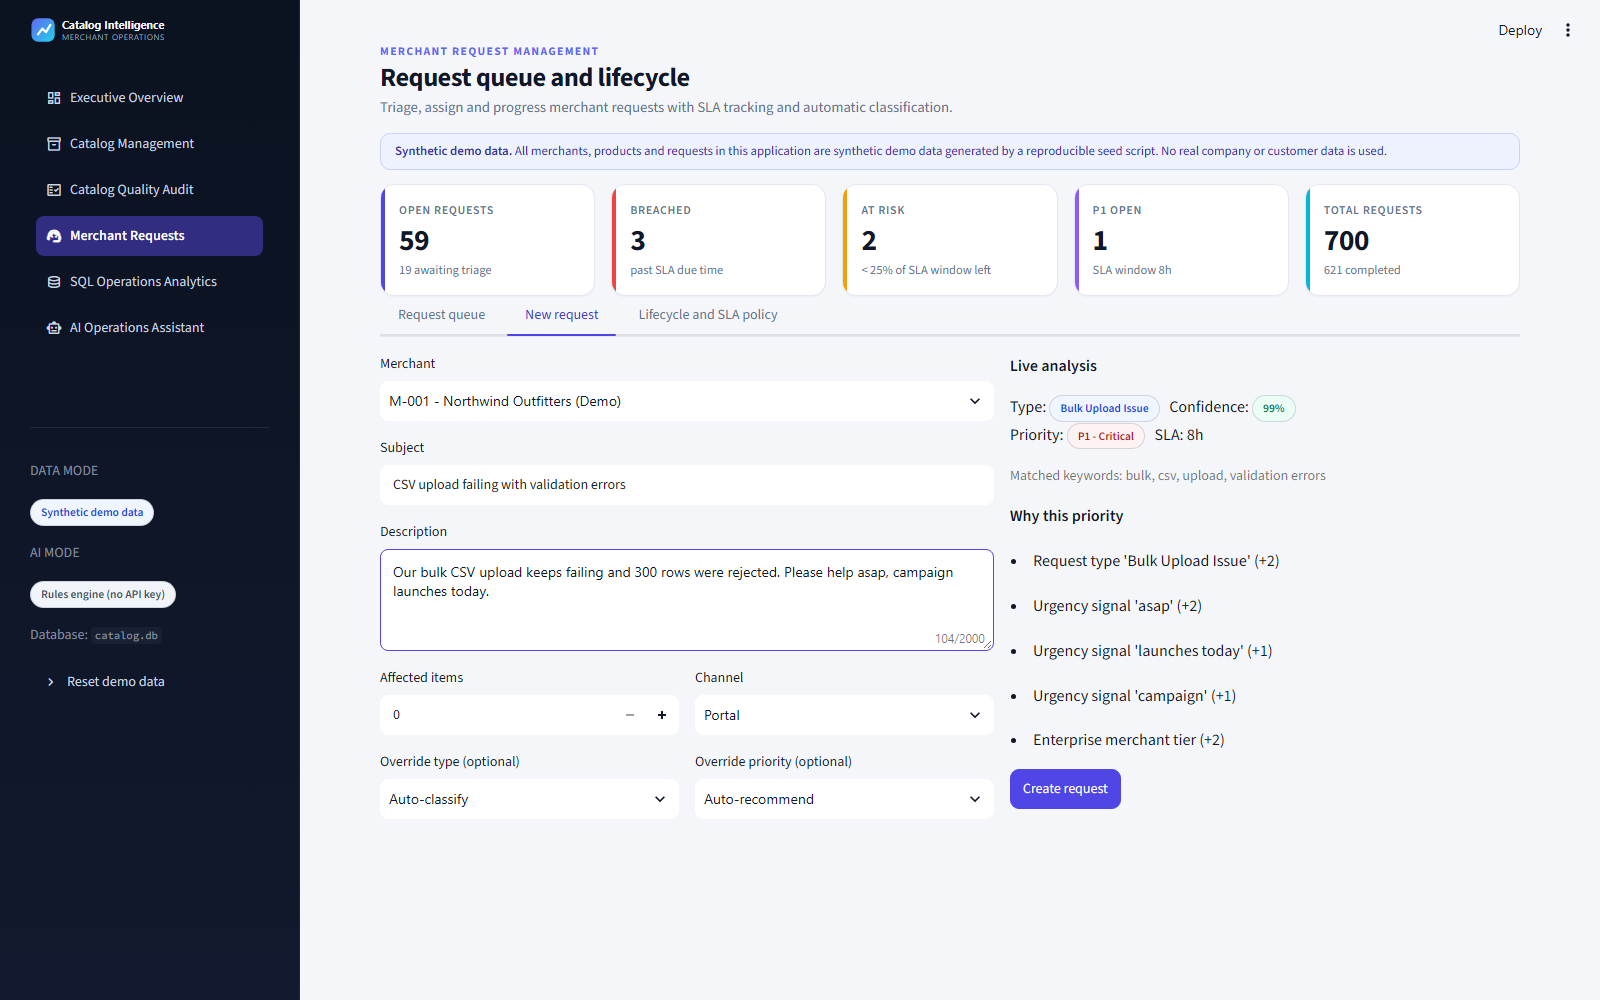 Catalog Intelligence
MERCHANT OPERATIONS
Executive Overview
Catalog Management
Catalog Quality Audit
Merchant Requests
SQL Operations Analytics
AI Operations Assistant
DATA MODE
Synthetic demo data
AI MODE
Rules engine (no API key)
Database: catalog.db
Reset demo data
Deploy
MERCHANT REQUEST MANAGEMENT
Request queue and lifecycle
Triage, assign and progress merchant requests with SLA tracking and automatic classification.
Synthetic demo data. All merchants, products and requests in this application are synthetic demo data generated by a reproducible seed script. No real company or customer data is used.
OPEN REQUESTS
59
19 awaiting triage
BREACHED
3
past SLA due time
AT RISK
2
< 25% of SLA window left
P1 OPEN
1
SLA window 8h
TOTAL REQUESTS
700
621 completed
Request queue
New request
Lifecycle and SLA policy
Merchant
M-001 - Northwind Outfitters (Demo)
Subject
CSV upload failing with validation errors
Description
Our bulk CSV upload keeps failing and 300 rows were rejected. Please help asap, campaign
launches today.
104/2000
Affected items
0
Channel
Portal
Override type (optional)
Auto-classify
Override priority (optional)
Auto-recommend
Live analysis
Type: Bulk Upload Issue Confidence: 99%
Priority: P1 - Critical SLA: 8h
Matched keywords: bulk, csv, upload, validation errors
Why this priority
Request type 'Bulk Upload Issue' (+2)
Urgency signal 'asap' (+2)
Urgency signal 'launches today' (+1)
Urgency signal 'campaign' (+1)
Enterprise merchant tier (+2)
Create request